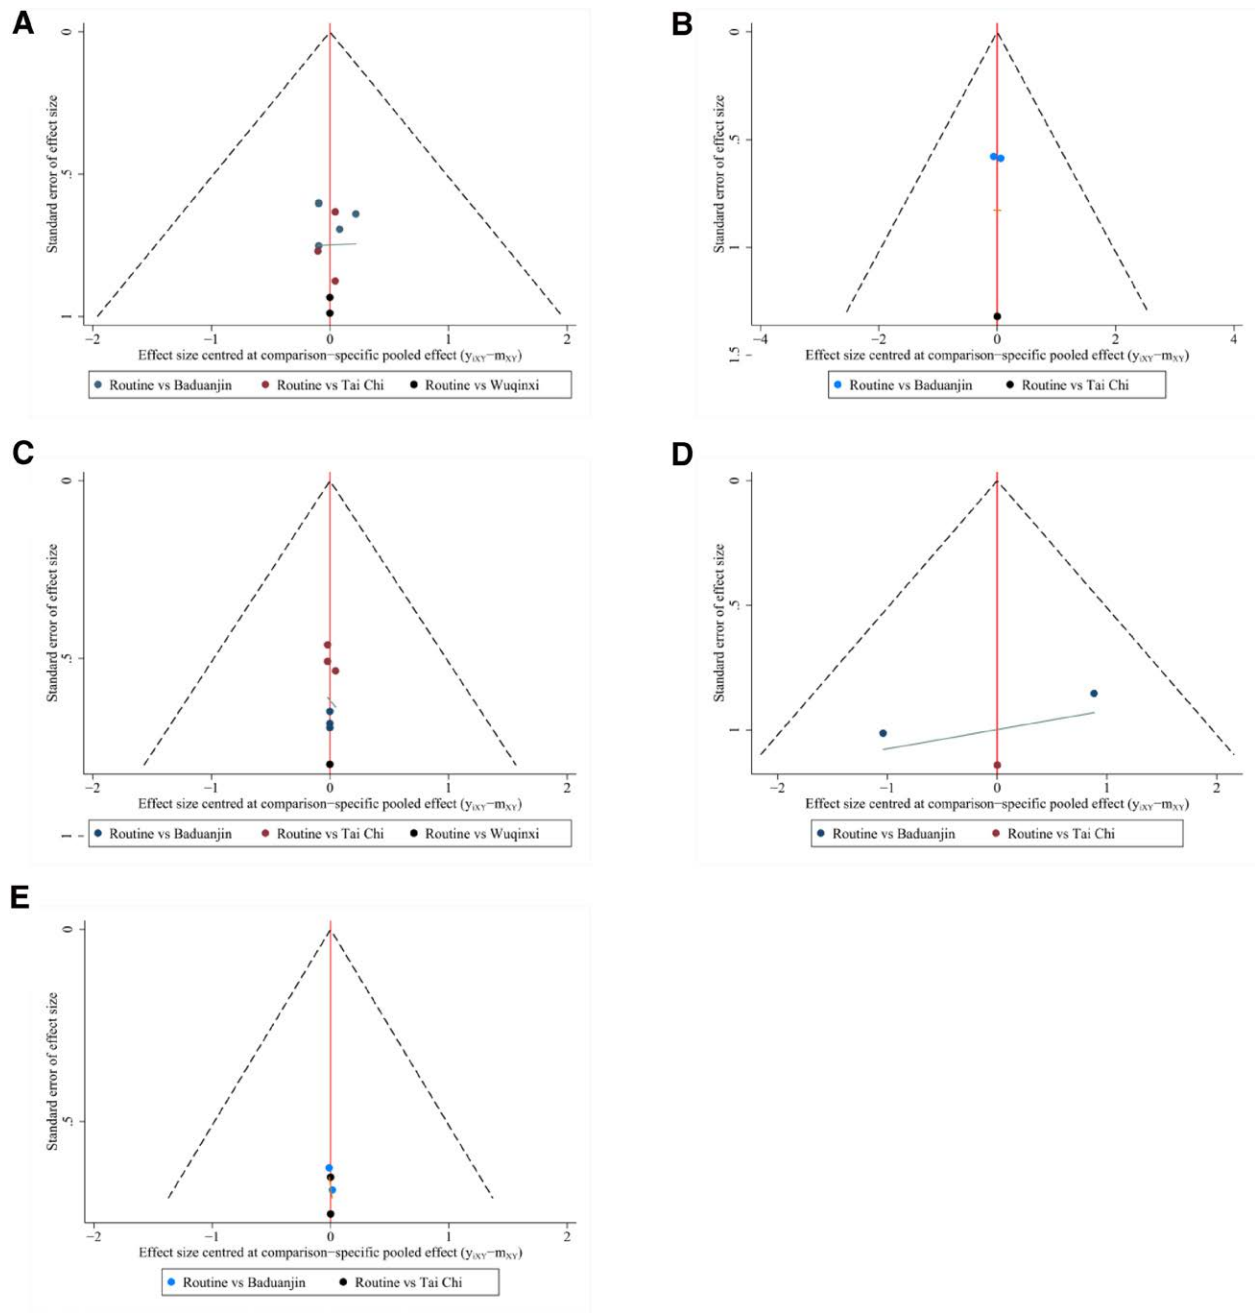 A
0
.5
1
Standard error of effect size
−2 −1 0 1 2
Effect size centred at comparison−specific pooled effect (yᵢXY−mXY)
Routine vs Baduanjin Routine vs Tai Chi Routine vs Wuqinxi
B
0
.5
1
1.5
Standard error of effect size
−4 −2 0 2 4
Effect size centred at comparison−specific pooled effect (yᵢXY−mXY)
Routine vs Baduanjin Routine vs Tai Chi
C
0
.5
1
Standard error of effect size
−2 −1 0 1 2
Effect size centred at comparison−specific pooled effect (yᵢXY−mXY)
Routine vs Baduanjin Routine vs Tai Chi Routine vs Wuqinxi
D
0
.5
1
Standard error of effect size
−2 −1 0 1 2
Effect size centred at comparison−specific pooled effect (yᵢXY−mXY)
Routine vs Baduanjin Routine vs Tai Chi
E
0
.5
Standard error of effect size
−2 −1 0 1 2
Effect size centred at comparison−specific pooled effect (yᵢXY−mXY)
Routine vs Baduanjin Routine vs Tai Chi